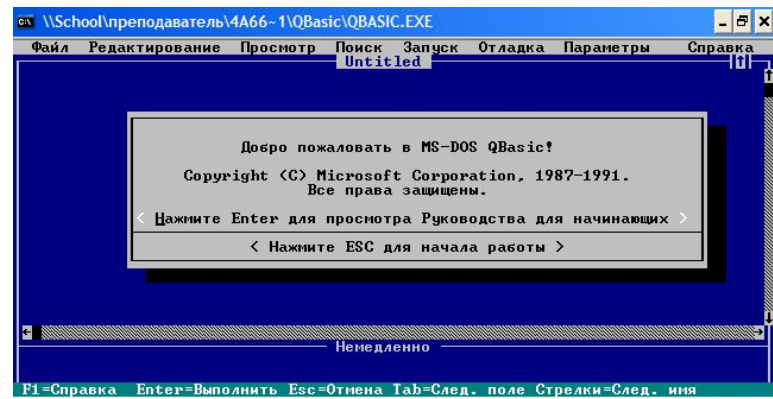 \\School\преподаватель\4A66~1\QBasic\QBASIC.EXE
Файл Редактирование Просмотр Поиск Запуск Отладка Параметры Справка
Untitled
Добро пожаловать в MS-DOS QBasic!
Copyright (C) Microsoft Corporation, 1987-1991.
Все права защищены.
< Нажмите Enter для просмотра Руководства для начинающих >
< Нажмите ESC для начала работы >
Немедленно
F1=Справка Enter=Выполнить Esc=Отмена Tab=След. поле Стрелки=След. имя